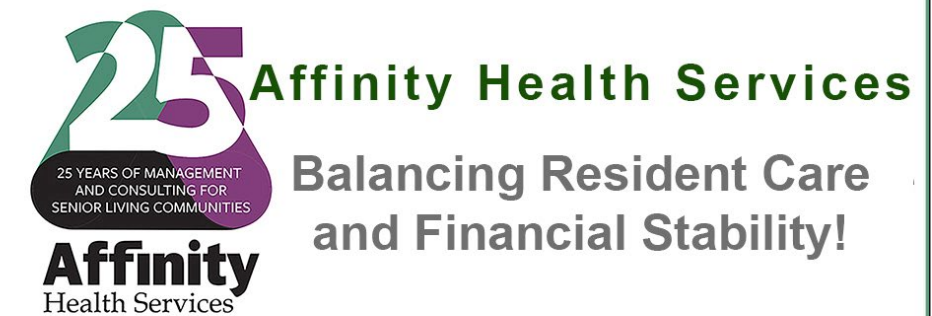 25
25 YEARS OF MANAGEMENT
AND CONSULTING FOR
SENIOR LIVING COMMUNITIES
Affinity
Health Services
Affinity Health Services
Balancing Resident Care
and Financial Stability!